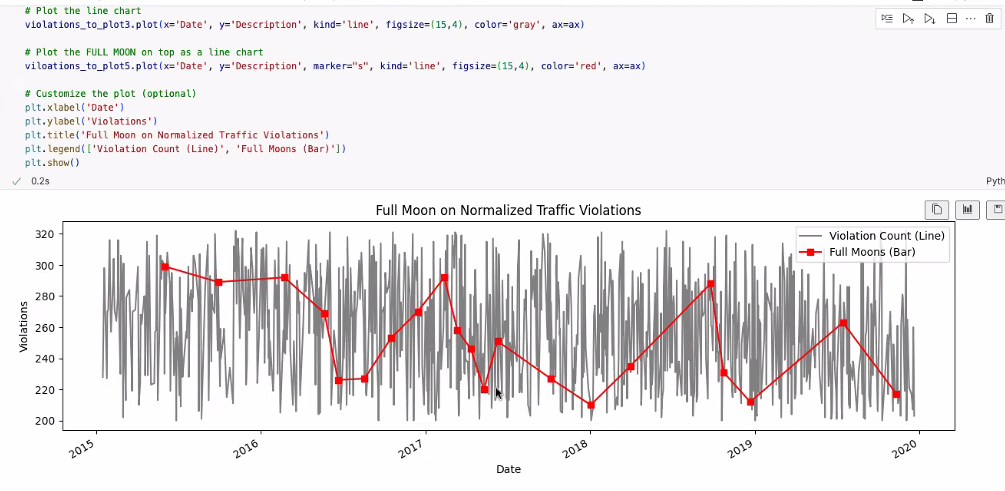 # Plot the line chart
violations_to_plot3.plot(x='Date', y='Description', kind='line', figsize=(15,4), color='gray', ax=ax)
# Plot the FULL MOON on top as a line chart
viloations_to_plot5.plot(x='Date', y='Description', marker="s", kind='line', figsize=(15,4), color='red', ax=ax)
# Customize the plot (optional)
plt.xlabel('Date')
plt.ylabel('Violations')
plt.title('Full Moon on Normalized Traffic Violations')
plt.legend(['Violation Count (Line)', 'Full Moons (Bar)'])
plt.show()
0.2s
Pyth
Full Moon on Normalized Traffic Violations
Violation Count (Line)
Full Moons (Bar)
320
300
280
260
240
220
200
Violations
2015
2016
2017
2018
2019
2020
Date